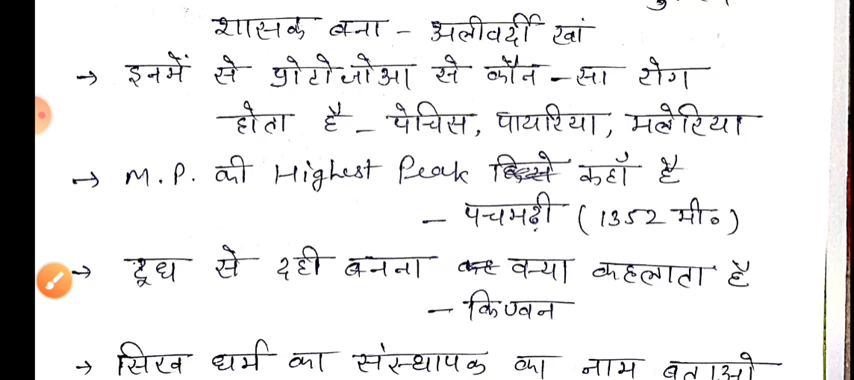 शासक बना - अलीवर्दी खां
→ इनमें से प्रोटोजोआ से कौन - सा रोग
होता है - पेचिस, पायरिया, मलेरिया
→ M.P. की Highest Peak कहाँ है
- पचमढ़ी (1352 मी०)
→ दूध से दही बनना क्या कहलाता है
- किण्वन
→ सिख धर्म का संस्थापक का नाम बताओ